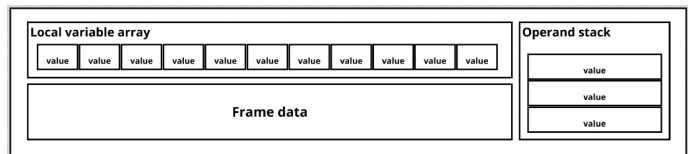 Local variable array
value value value value value value value value value value value
Frame data
Operand stack
value
value
value